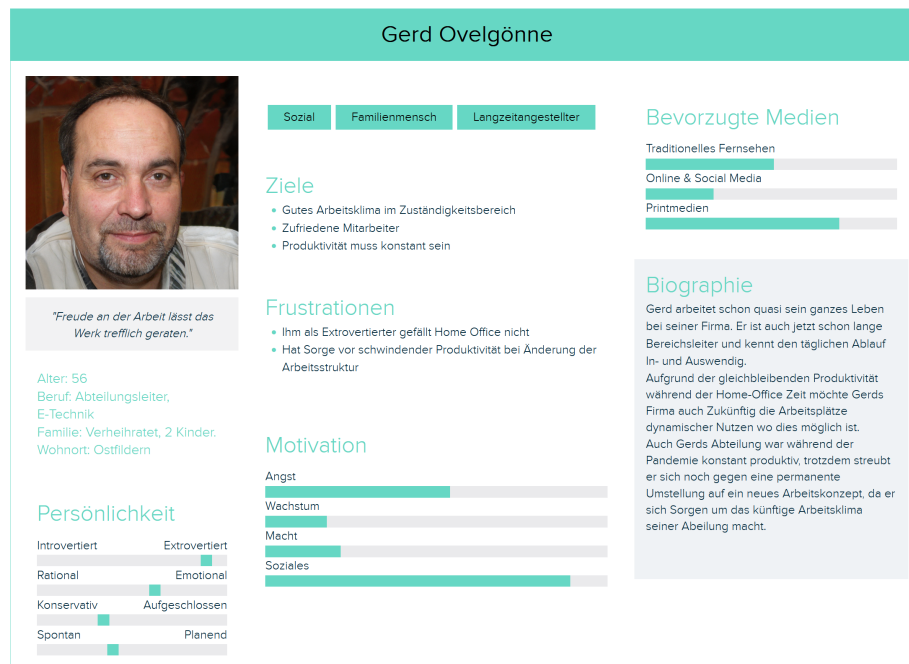 Gerd Ovelgönne
"Freude an der Arbeit lässt das
Werk trefflich geraten."
Alter: 56
Beruf: Abteilungsleiter,
E-Technik
Familie: Verheihratet, 2 Kinder.
Wohnort: Ostfildern
Persönlichkeit
Introvertiert Extrovertiert
Rational Emotional
Konservativ Aufgeschlossen
Spontan Planend
Sozial Familienmensch Langzeitangestellter
Ziele
Gutes Arbeitsklima im Zuständigkeitsbereich
Zufriedene Mitarbeiter
Produktivität muss konstant sein
Frustrationen
Ihm als Extrovertierter gefällt Home Office nicht
Hat Sorge vor schwindender Produktivität bei Änderung der
Arbeitsstruktur
Motivation
Angst
Wachstum
Macht
Soziales
Bevorzugte Medien
Traditionelles Fernsehen
Online & Social Media
Printmedien
Biographie
Gerd arbeitet schon quasi sein ganzes Leben
bei seiner Firma. Er ist auch jetzt schon lange
Bereichsleiter und kennt den täglichen Ablauf
In- und Auswendig.
Aufgrund der gleichbleibenden Produktivität
während der Home-Office Zeit möchte Gerds
Firma auch Zukünftig die Arbeitsplätze
dynamischer Nutzen wo dies möglich ist.
Auch Gerds Abteilung war während der
Pandemie konstant produktiv, trotzdem streubt
er sich noch gegen eine permanente
Umstellung auf ein neues Arbeitskonzept, da er
sich Sorgen um das künftige Arbeitsklima
seiner Abeilung macht.